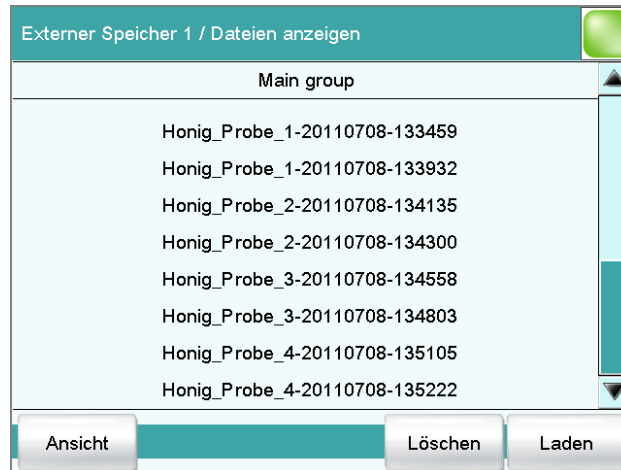 Externer Speicher 1 / Dateien anzeigen
Main group
Honig_Probe_1-20110708-133459
Honig_Probe_1-20110708-133932
Honig_Probe_2-20110708-134135
Honig_Probe_2-20110708-134300
Honig_Probe_3-20110708-134558
Honig_Probe_3-20110708-134803
Honig_Probe_4-20110708-135105
Honig_Probe_4-20110708-135222
Ansicht Löschen Laden